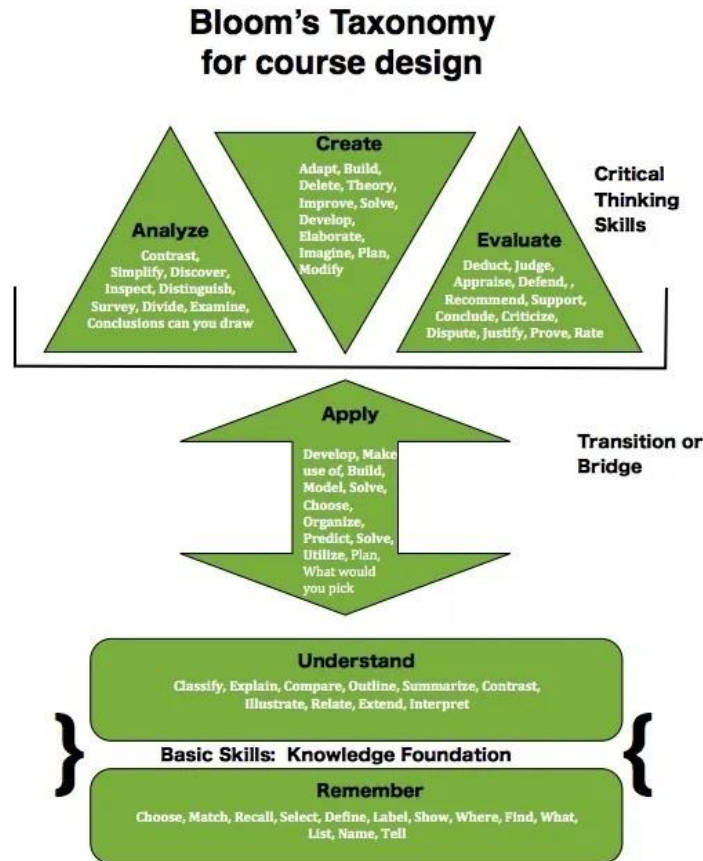 Bloom's Taxonomy
for course design
Analyze
Contrast,
Simplify, Discover,
Inspect, Distinguish,
Survey, Divide, Examine,
Conclusions can you draw
Create
Adapt, Build,
Delete, Theory,
Improve, Solve,
Develop,
Elaborate,
Imagine, Plan,
Modify
Evaluate
Deduct, Judge,
Appraise, Defend, ,
Recommend, Support,
Conclude, Criticize,
Dispute, Justify, Prove, Rate
Critical
Thinking
Skills
Apply
Develop, Make
use of, Build,
Model, Solve,
Choose,
Organize,
Predict, Solve,
Utilize, Plan,
What would
you pick
Transition or
Bridge
Understand
Classify, Explain, Compare, Outline, Summarize, Contrast,
Illustrate, Relate, Extend, Interpret
} Basic Skills: Knowledge Foundation {
Remember
Choose, Match, Recall, Select, Define, Label, Show, Where, Find, What,
List, Name, Tell